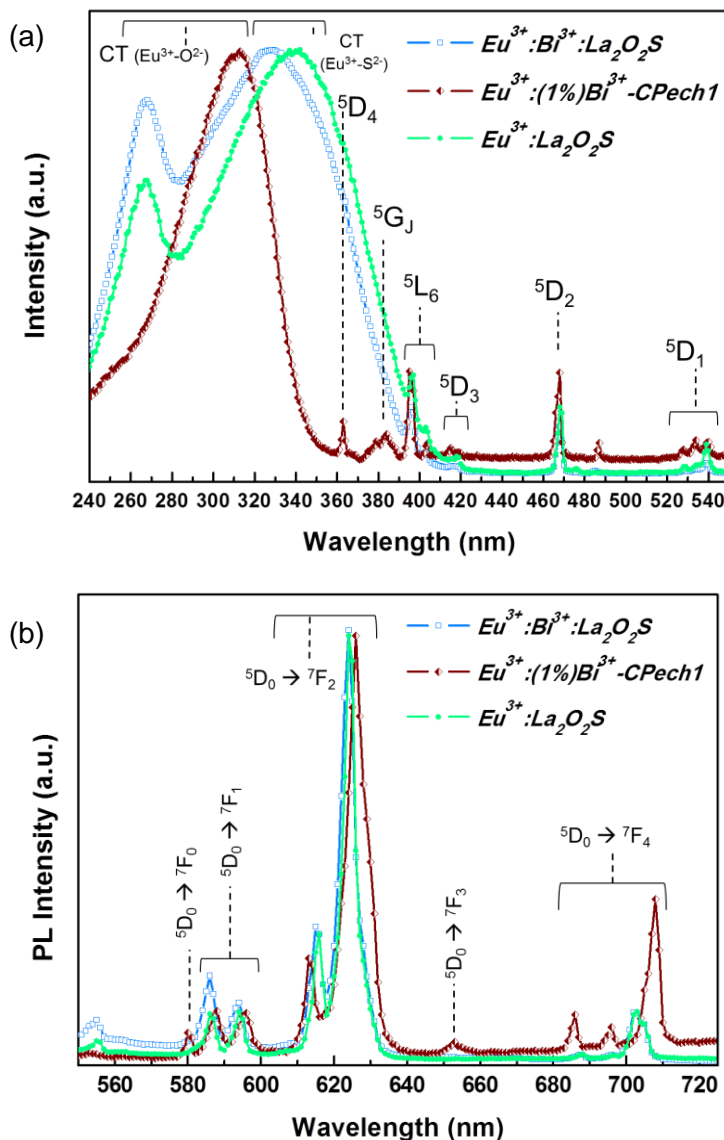 (a)
CT (Eu³⁺-O²⁻)
CT
(Eu³⁺-S²⁻)
Eu³⁺:Bi³⁺:La₂O₂S
Eu³⁺:(1%)Bi³⁺-CPech1
Eu³⁺:La₂O₂S
⁵D₄
⁵G_J
⁵L₆
⁵D₃
⁵D₂
⁵D₁
Intensity (a.u.)
240 260 280 300 320 340 360 380 400 420 440 460 480 500 520 540
Wavelength (nm)
(b)
Eu³⁺:Bi³⁺:La₂O₂S
Eu³⁺:(1%)Bi³⁺-CPech1
Eu³⁺:La₂O₂S
⁵D₀ → ⁷F₂
⁵D₀ → ⁷F₀
⁵D₀ → ⁷F₁
⁵D₀ → ⁷F₃
⁵D₀ → ⁷F₄
PL Intensity (a.u.)
560 580 600 620 640 660 680 700 720
Wavelength (nm)